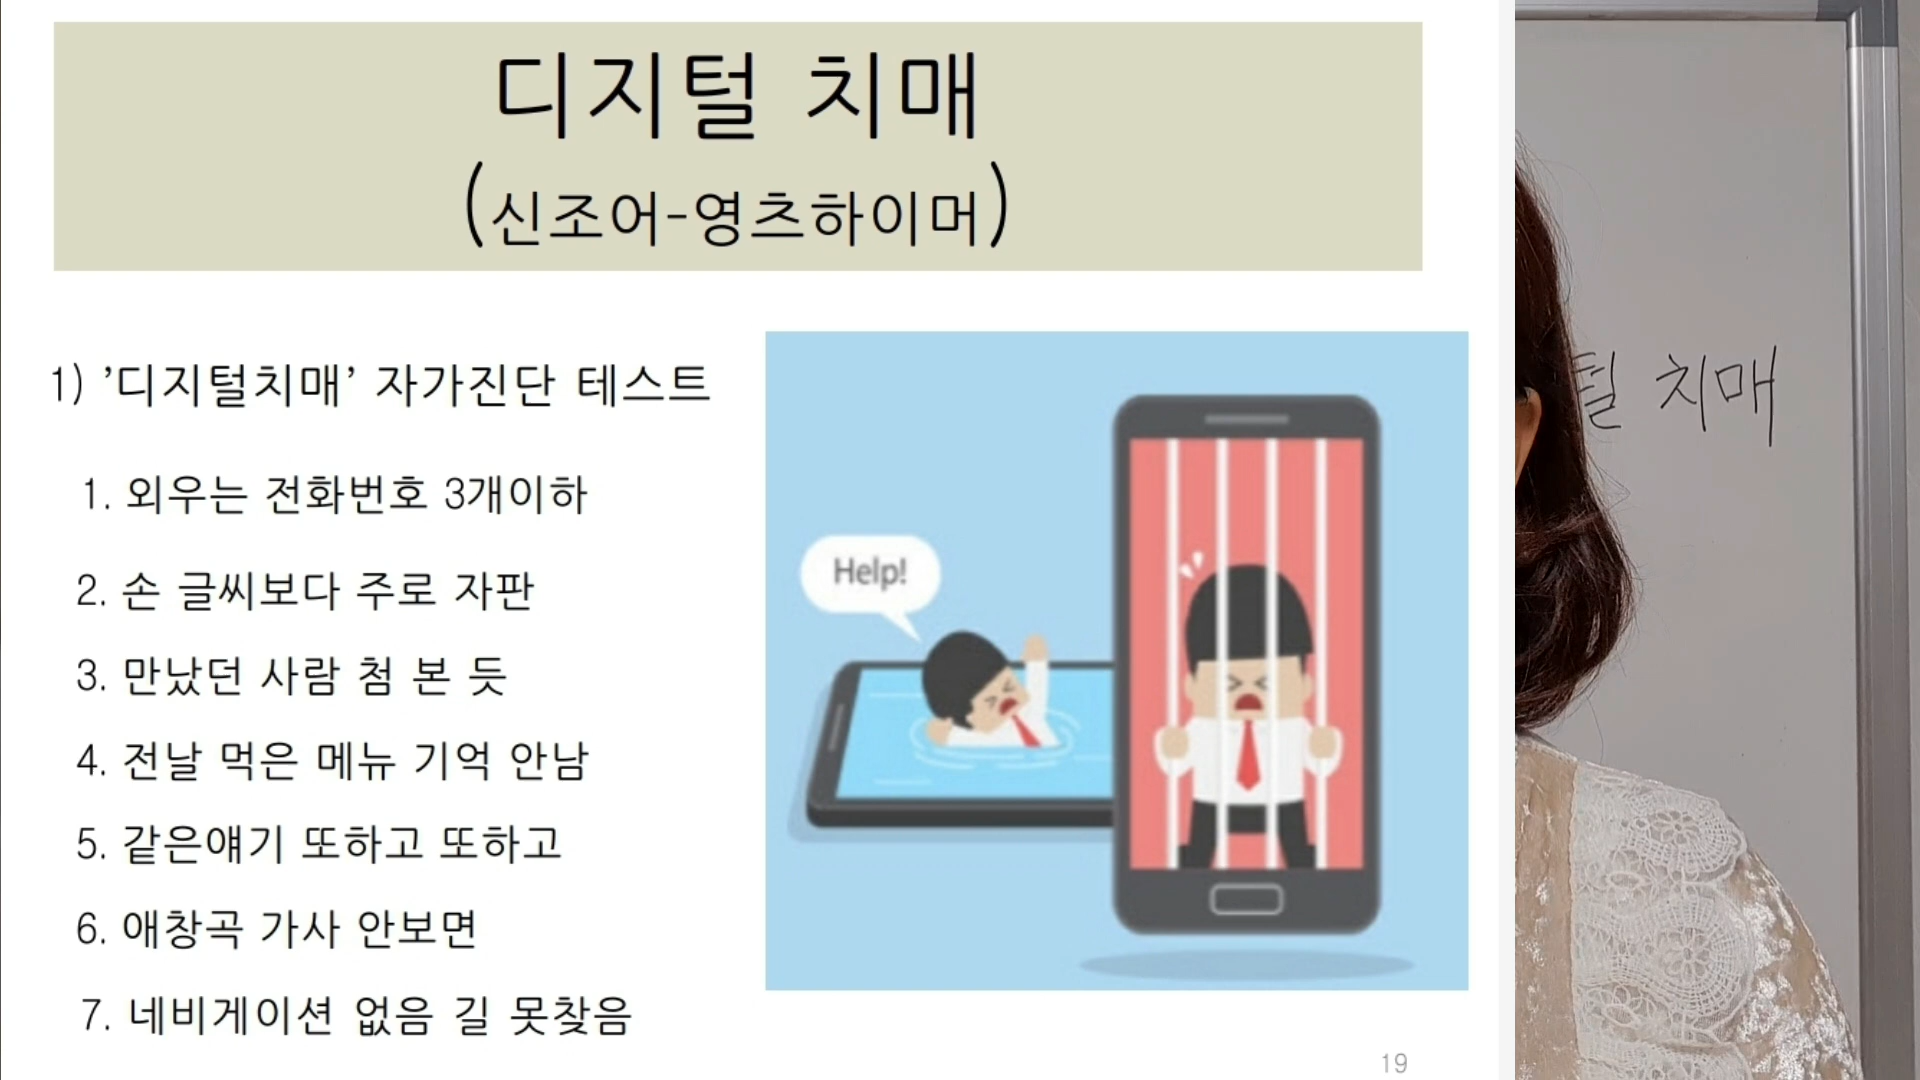 디지털 치매
(신조어-영츠하이머)
1) ’디지털치매’ 자가진단 테스트
1. 외우는 전화번호 3개이하
2. 손 글씨보다 주로 자판
3. 만났던 사람 첨 본 듯
4. 전날 먹은 메뉴 기억 안남
5. 같은얘기 또하고 또하고
6. 애창곡 가사 안보면
7. 네비게이션 없음 길 못찾음
Help!
19
털 치매